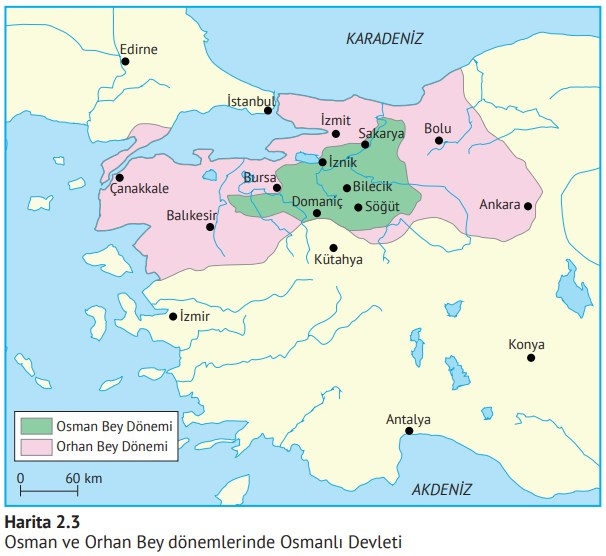 KARADENİZ
Edirne
İstanbul
İzmit
Sakarya
Bolu
İznik
Bursa
Çanakkale
Bilecik
Domaniç
Söğüt
Ankara
Balıkesir
Kütahya
İzmir
Konya
Antalya
Osman Bey Dönemi
Orhan Bey Dönemi
0 60 km
AKDENİZ
Harita 2.3
Osman ve Orhan Bey dönemlerinde Osmanlı Devleti